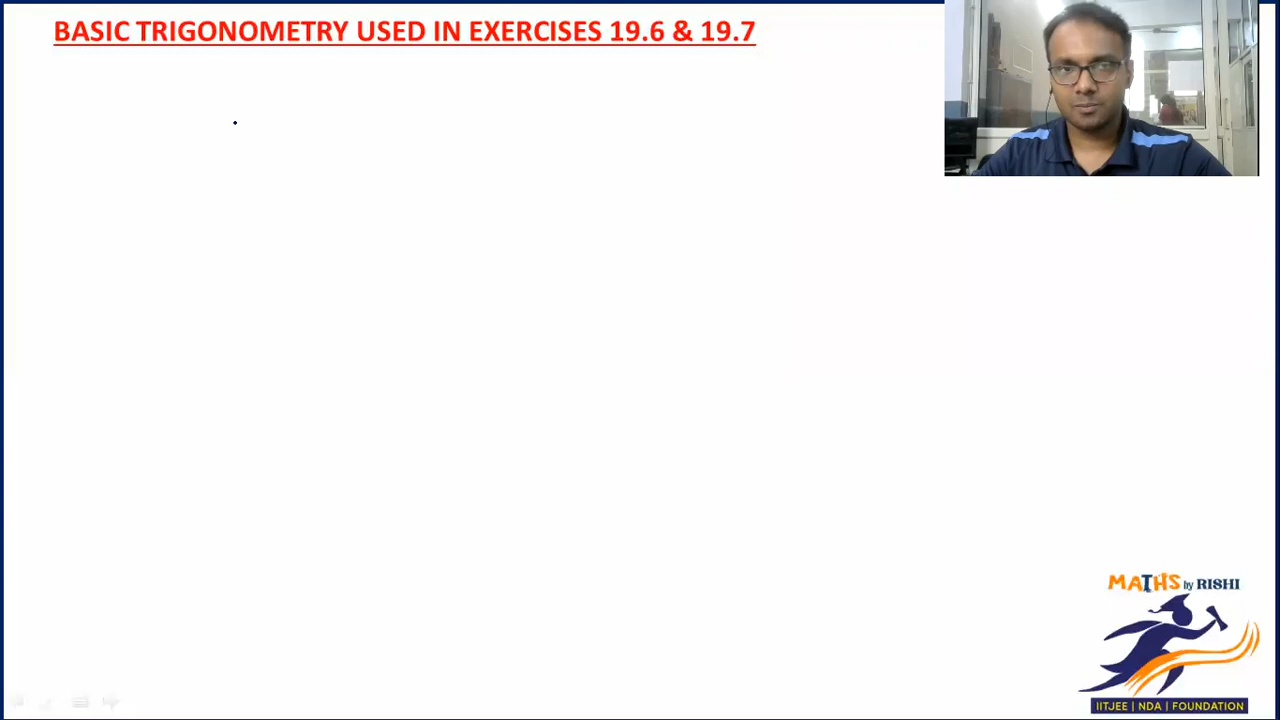 BASIC TRIGONOMETRY USED IN EXERCISES 19.6 & 19.7
MATHS by RISHI
IITJEE | NDA | FOUNDATION